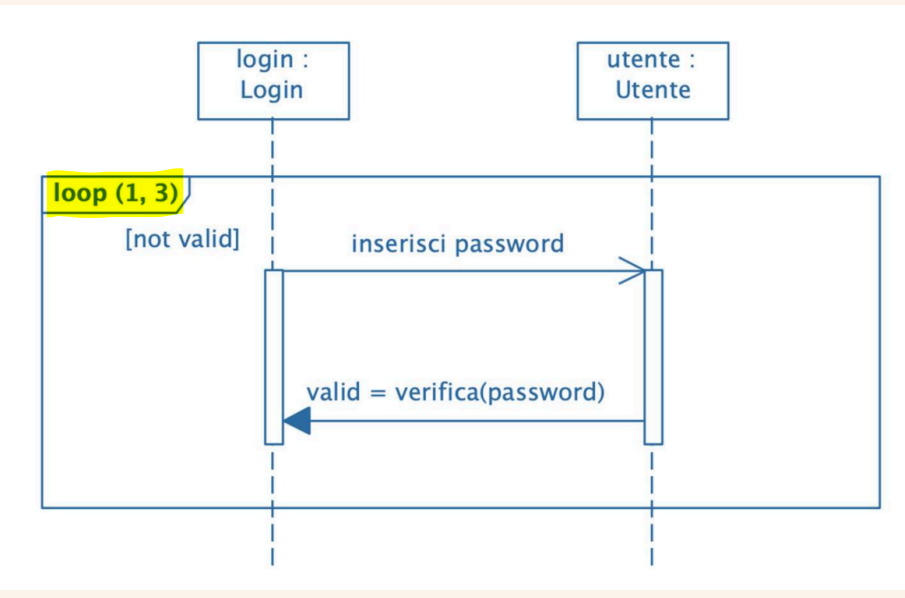 login :
Login
utente :
Utente
loop (1, 3)
[not valid]
inserisci password
valid = verifica(password)